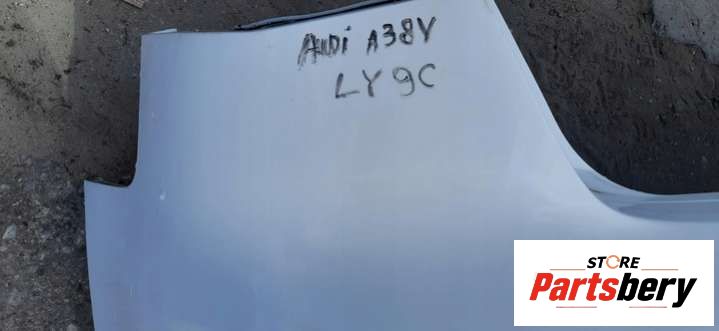 AUDi A38V
LY9C
STORE
Partsbery